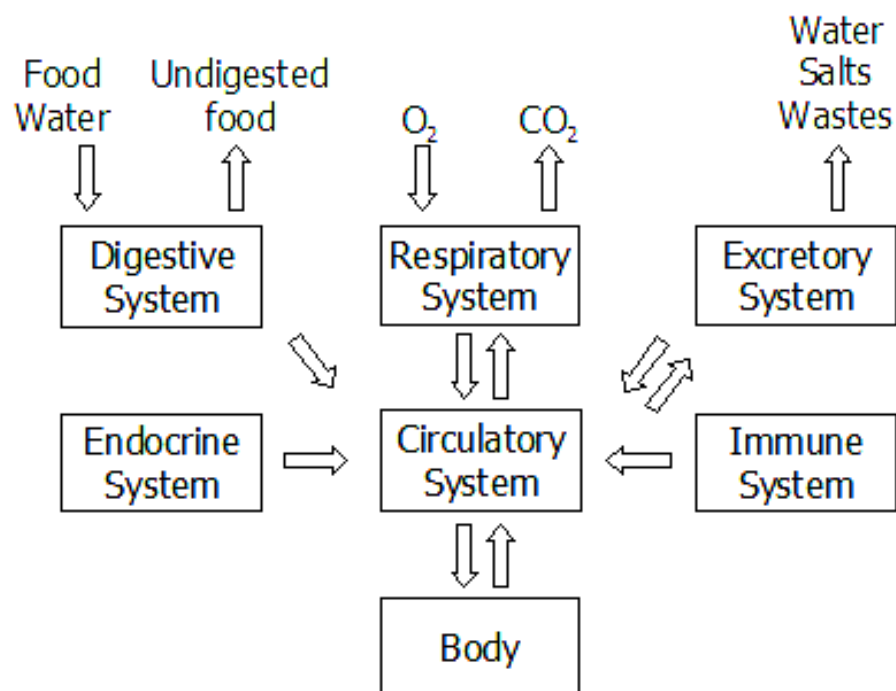 Food
Water
Undigested
food
O₂
CO₂
Water
Salts
Wastes
Digestive
System
Respiratory
System
Excretory
System
Endocrine
System
Circulatory
System
Immune
System
Body